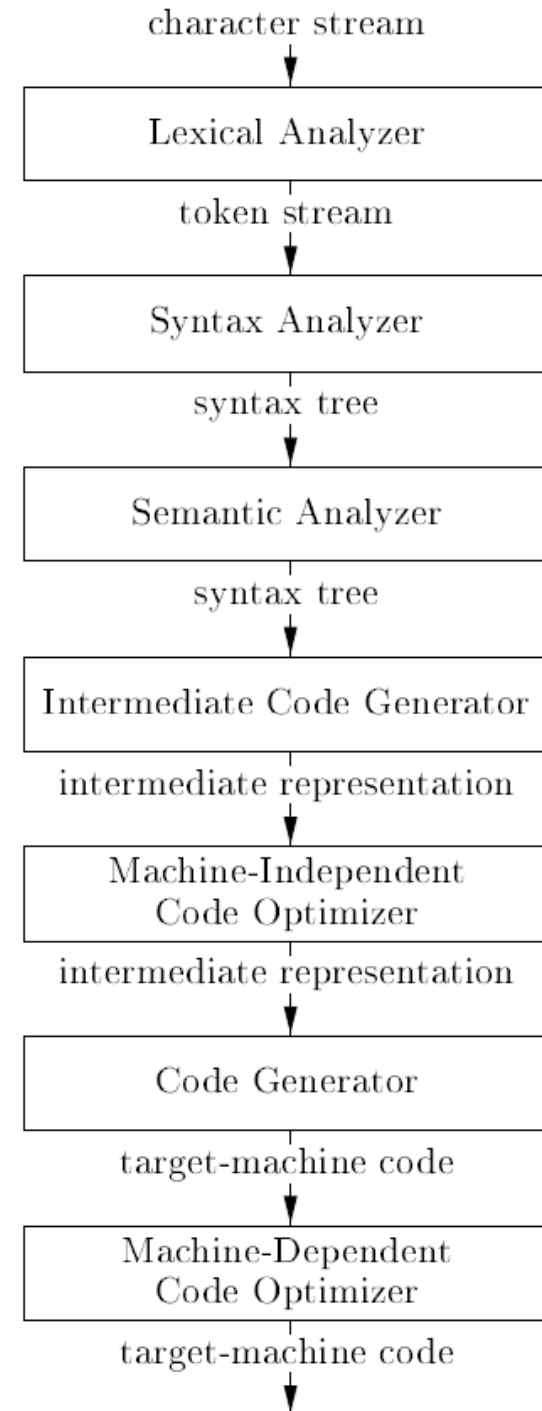 character stream
Lexical Analyzer
token stream
Syntax Analyzer
syntax tree
Semantic Analyzer
syntax tree
Intermediate Code Generator
intermediate representation
Machine-Independent
Code Optimizer
intermediate representation
Code Generator
target-machine code
Machine-Dependent
Code Optimizer
target-machine code